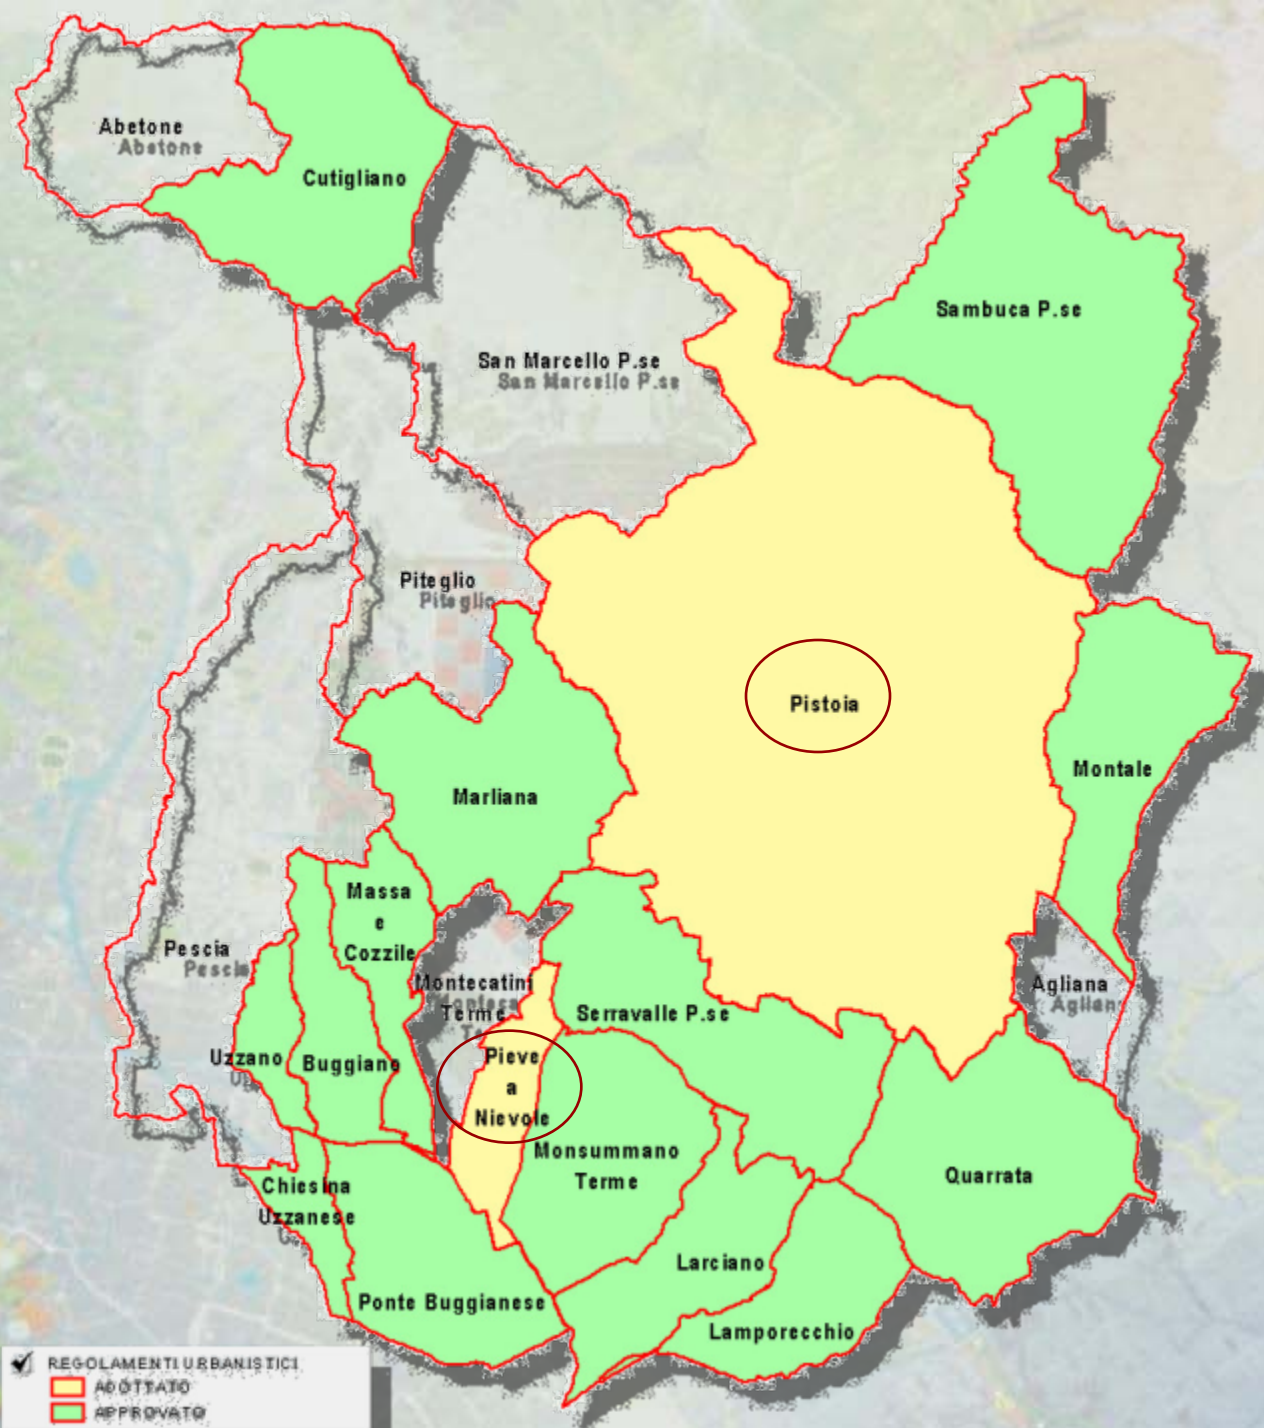 Abetone
Abetone
Cutigliano
Sambuca P.se
San Marcello P.se
San Marcello P.se
Piteglio
Piteglio
Pistoia
Montale
Marliana
Massa
e
Cozzile
Pescia
Pescia
Montecatini
Terme
Agliana
Serravalle P.se
Uzzano
Buggiano
Pieve
a
Nievole
Monsummano
Terme
Quarrata
Chiesina
Uzzanese
Larciano
Ponte Buggianese
Lamporecchio
REGOLAMENTI URBANISTICI
ADOTTATO
APPROVATO